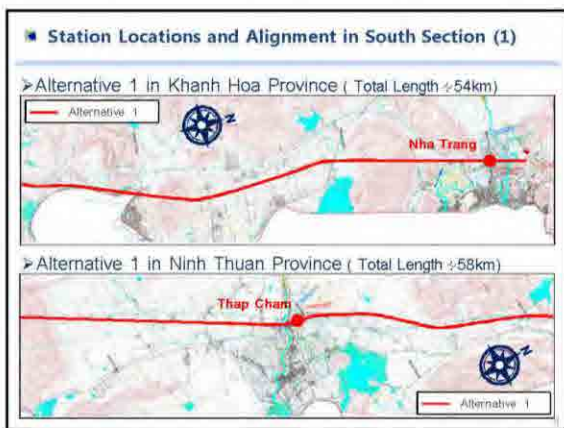 Station Locations and Alignment in South Section (1)
➢Alternative 1 in Khanh Hoa Province ( Total Length ÷54km)
Alternative 1
N
Nha Trang
➢Alternative 1 in Ninh Thuan Province ( Total Length ÷58km)
Thap Cham
N
Alternative 1